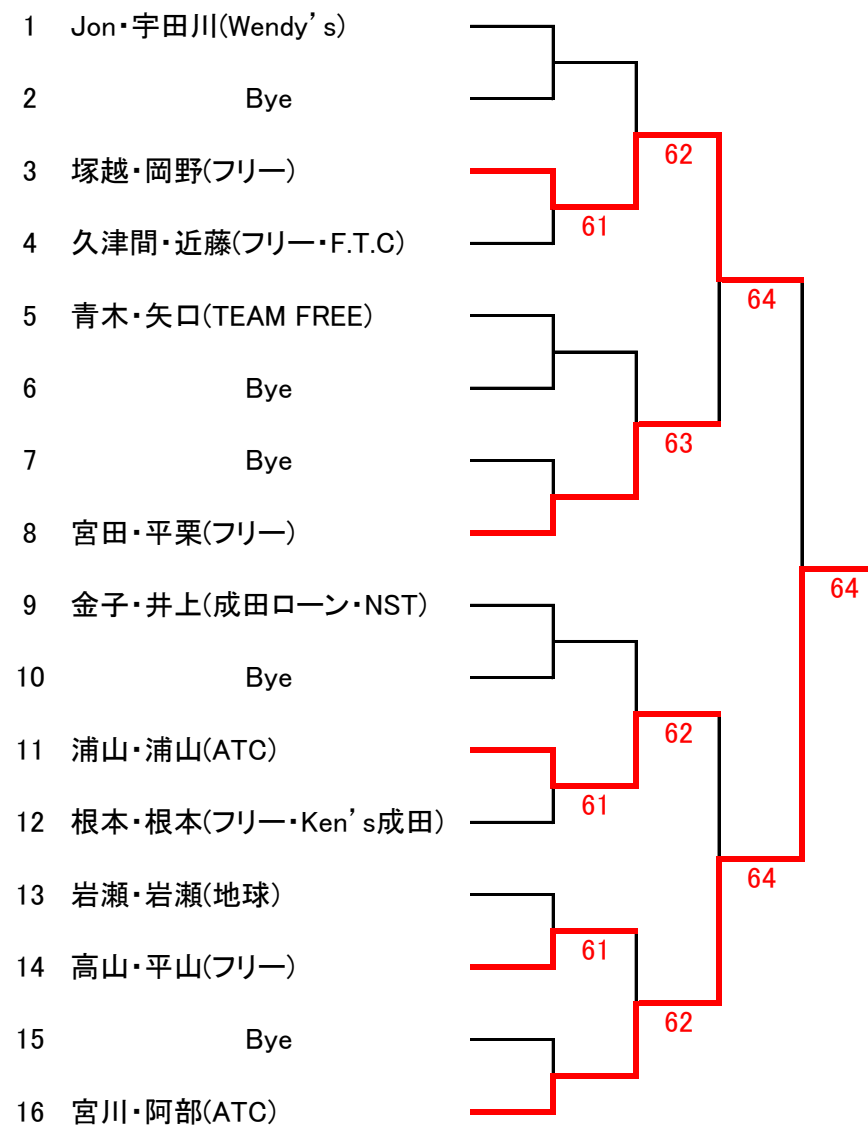 1 Jon・宇田川(Wendy's)
2 Bye
62
3 塚越・岡野(フリー)
61
4 久津間・近藤(フリー・F.T.C)
64
5 青木・矢口(TEAM FREE)
6 Bye
63
7 Bye
8 宮田・平栗(フリー)
64
9 金子・井上(成田ローン・NST)
10 Bye
62
11 浦山・浦山(ATC)
61
12 根本・根本(フリー・Ken's成田)
64
13 岩瀬・岩瀬(地球)
61
14 高山・平山(フリー)
62
15 Bye
16 宮川・阿部(ATC)